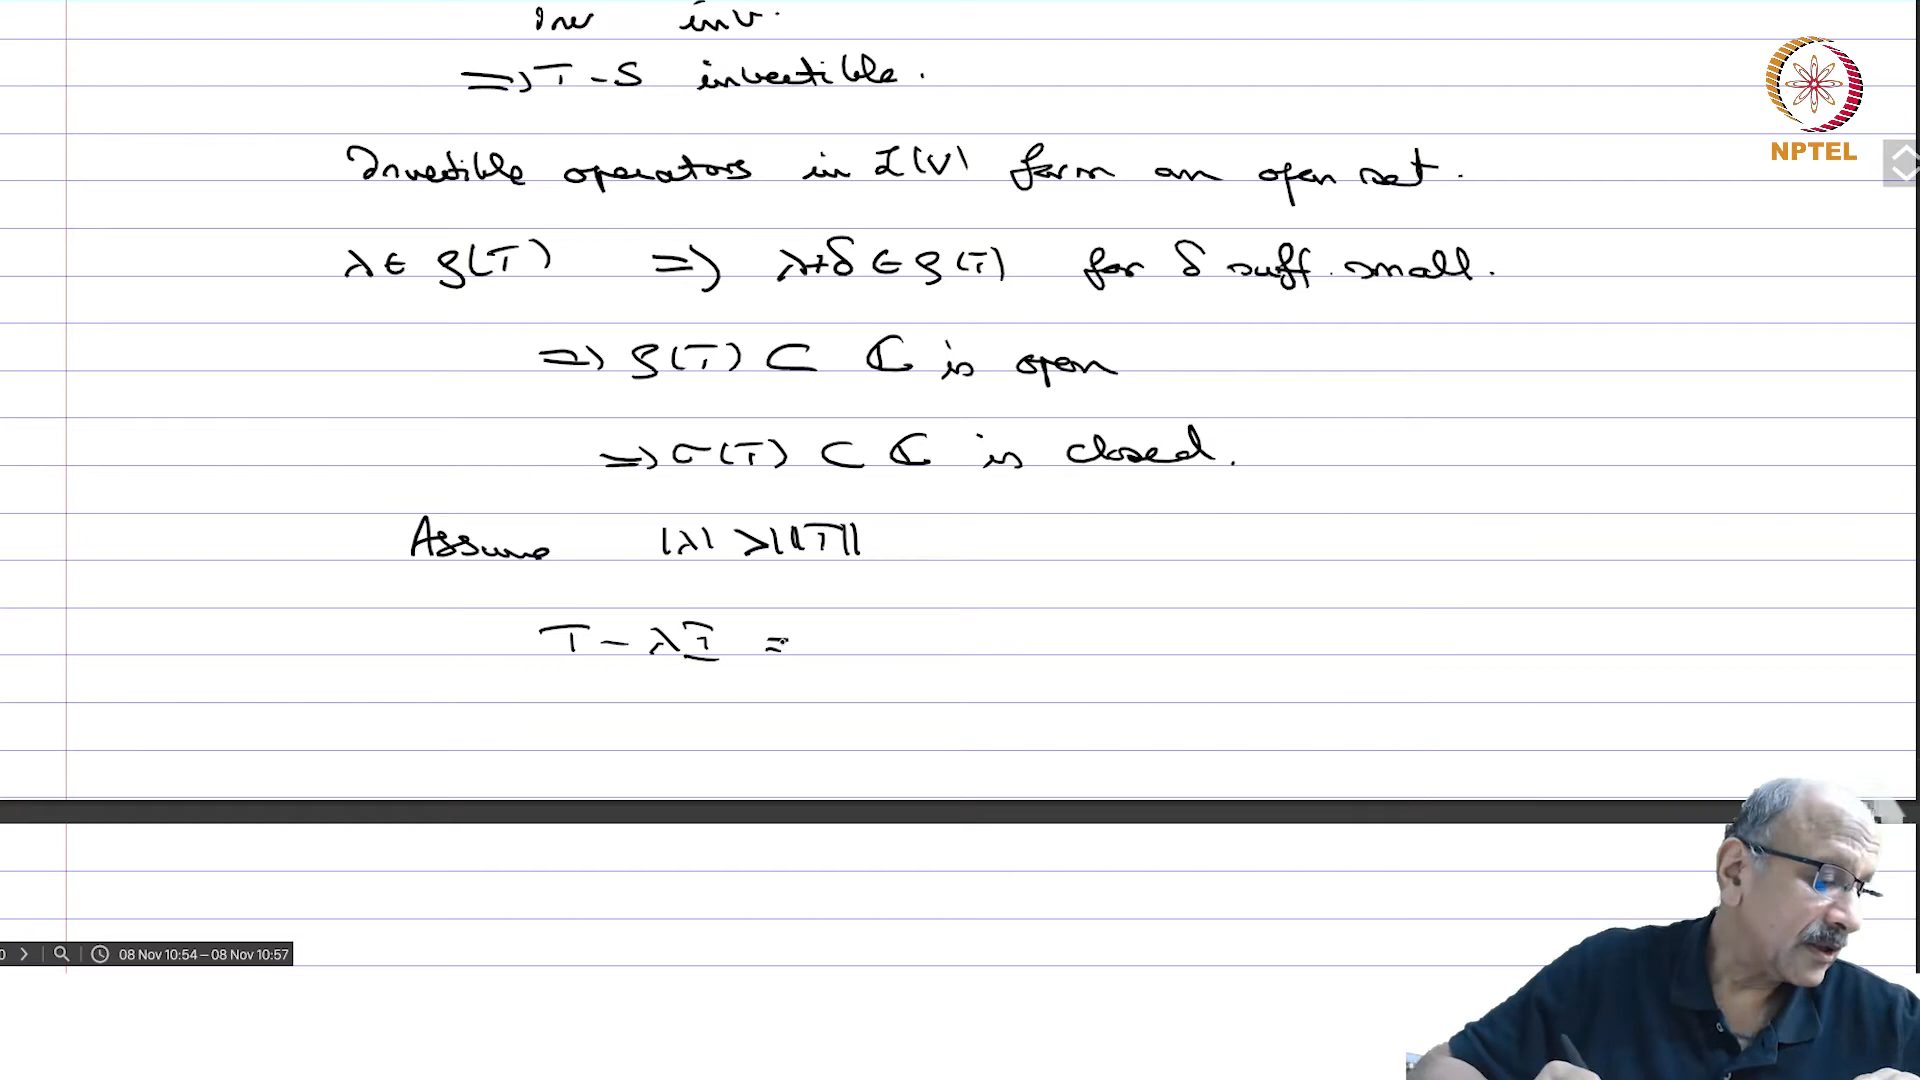 inv.
⇒ T - S invertible.
Invertible operators in L(V) form an open set.
λ ∈ ρ(T) ⇒ λ+δ ∈ ρ(T) for δ suff. small.
⇒ ρ(T) ⊂ ℂ is open
⇒ σ(T) ⊂ ℂ is closed.
Assume |λ| > ||T||
T - λI =
NPTEL
08 Nov 10:54 – 08 Nov 10:57